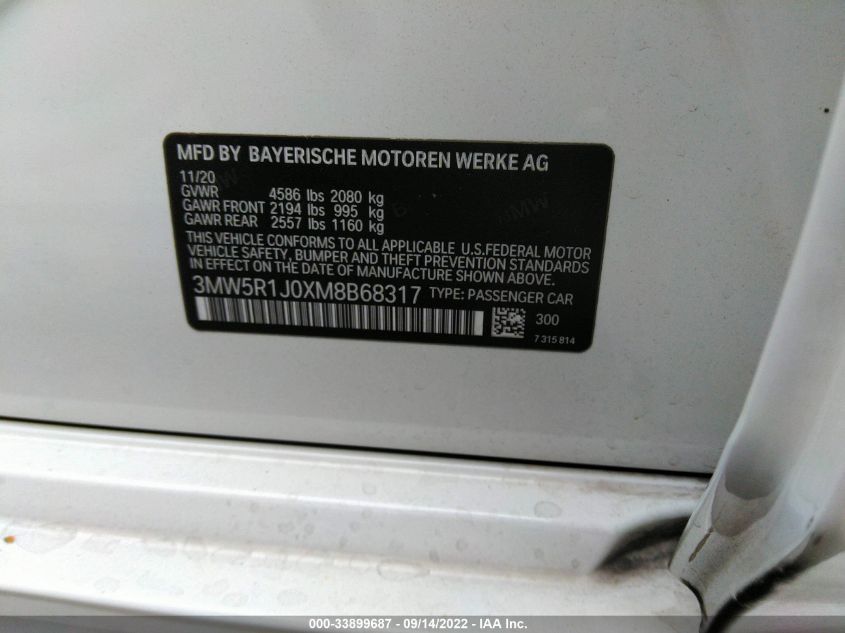 MFD BY BAYERISCHE MOTOREN WERKE AG
11/20
GVWR 4586 lbs 2080 kg
GAWR FRONT 2194 lbs 995 kg
GAWR REAR 2557 lbs 1160 kg
THIS VEHICLE CONFORMS TO ALL APPLICABLE U.S.FEDERAL MOTOR
VEHICLE SAFETY, BUMPER AND THEFT PREVENTION STANDARDS
IN EFFECT ON THE DATE OF MANUFACTURE SHOWN ABOVE.
3MW5R1J0XM8B68317 TYPE: PASSENGER CAR
300
7 315 814
000-33899687 - 09/14/2022 - IAA Inc.